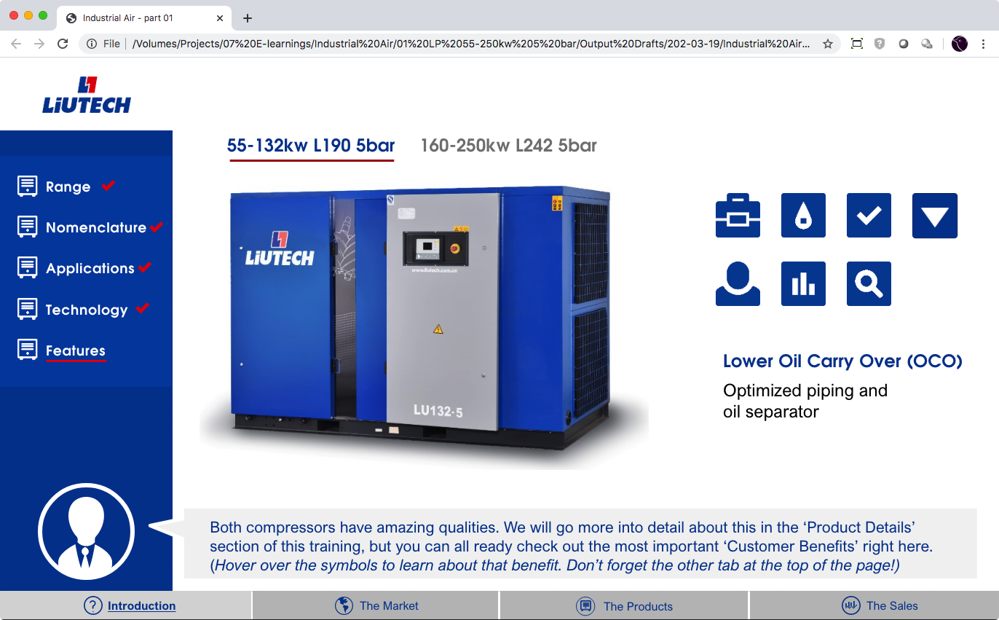 Industrial Air - part 01
File
/Volumes/Projects/07%20E-learnings/Industrial%20Air/01%20LP%2055-250kw%205%20bar/Output%20Drafts/202-03-19/Industrial%20Air...
LiUTECH
55-132kw L190 5bar
160-250kw L242 5bar
Range
Nomenclature
Applications
Technology
Features
LiUTECH
www.liutech.com.cn
LU132-5
Lower Oil Carry Over (OCO)
Optimized piping and
oil separator
Both compressors have amazing qualities. We will go more into detail about this in the ‘Product Details’
section of this training, but you can all ready check out the most important ‘Customer Benefits’ right here.
(Hover over the symbols to learn about that benefit. Don’t forget the other tab at the top of the page!)
Introduction
The Market
The Products
The Sales